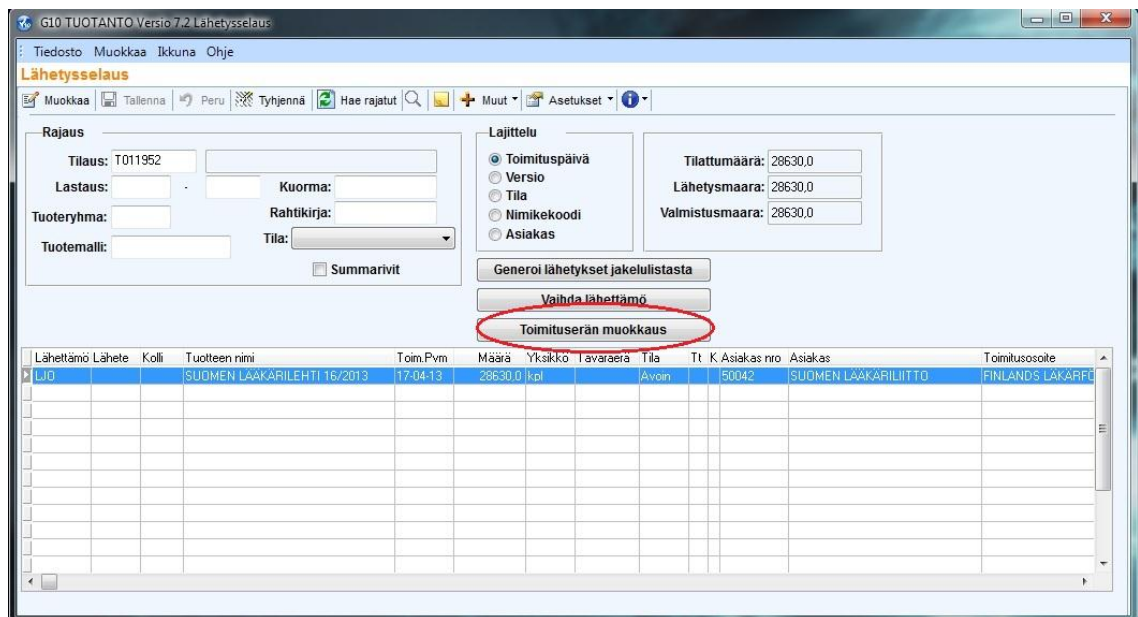 G10 TUOTANTO Versio 7.2 Lähetysselaus
Tiedosto Muokkaa Ikkuna Ohje
Lähetysselaus
Muokkaa Tallenna Peru Tyhjennä Hae rajatut Muut Asetukset
Rajaus
Tilaus: T011952
Lastaus: -
Kuorma:
Tuoteryhma:
Rahtikirja:
Tuotemalli:
Tila:
Summarivit
Lajittelu
Toimituspäivä
Versio
Tila
Nimikekoodi
Asiakas
Tilattumäärä: 28630,0
Lähetysmaara: 28630,0
Valmistusmaara: 28630,0
Generoi lähetykset jakelulistasta
Vaihda lähettämö
Toimituserän muokkaus
Lähettämö Lähete Kolli Tuotteen nimi Toim.Pvm Määrä Yksikkö Tavaraerä Tila Tt K Asiakas nro Asiakas Toimitusosoite
LJO SUOMEN LÄÄKÄRILEHTI 16/2013 17-04-13 28630,0 kpl Avoin 50042 SUOMEN LÄÄKÄRILIITTO FINLANDS LÄKARFÖ